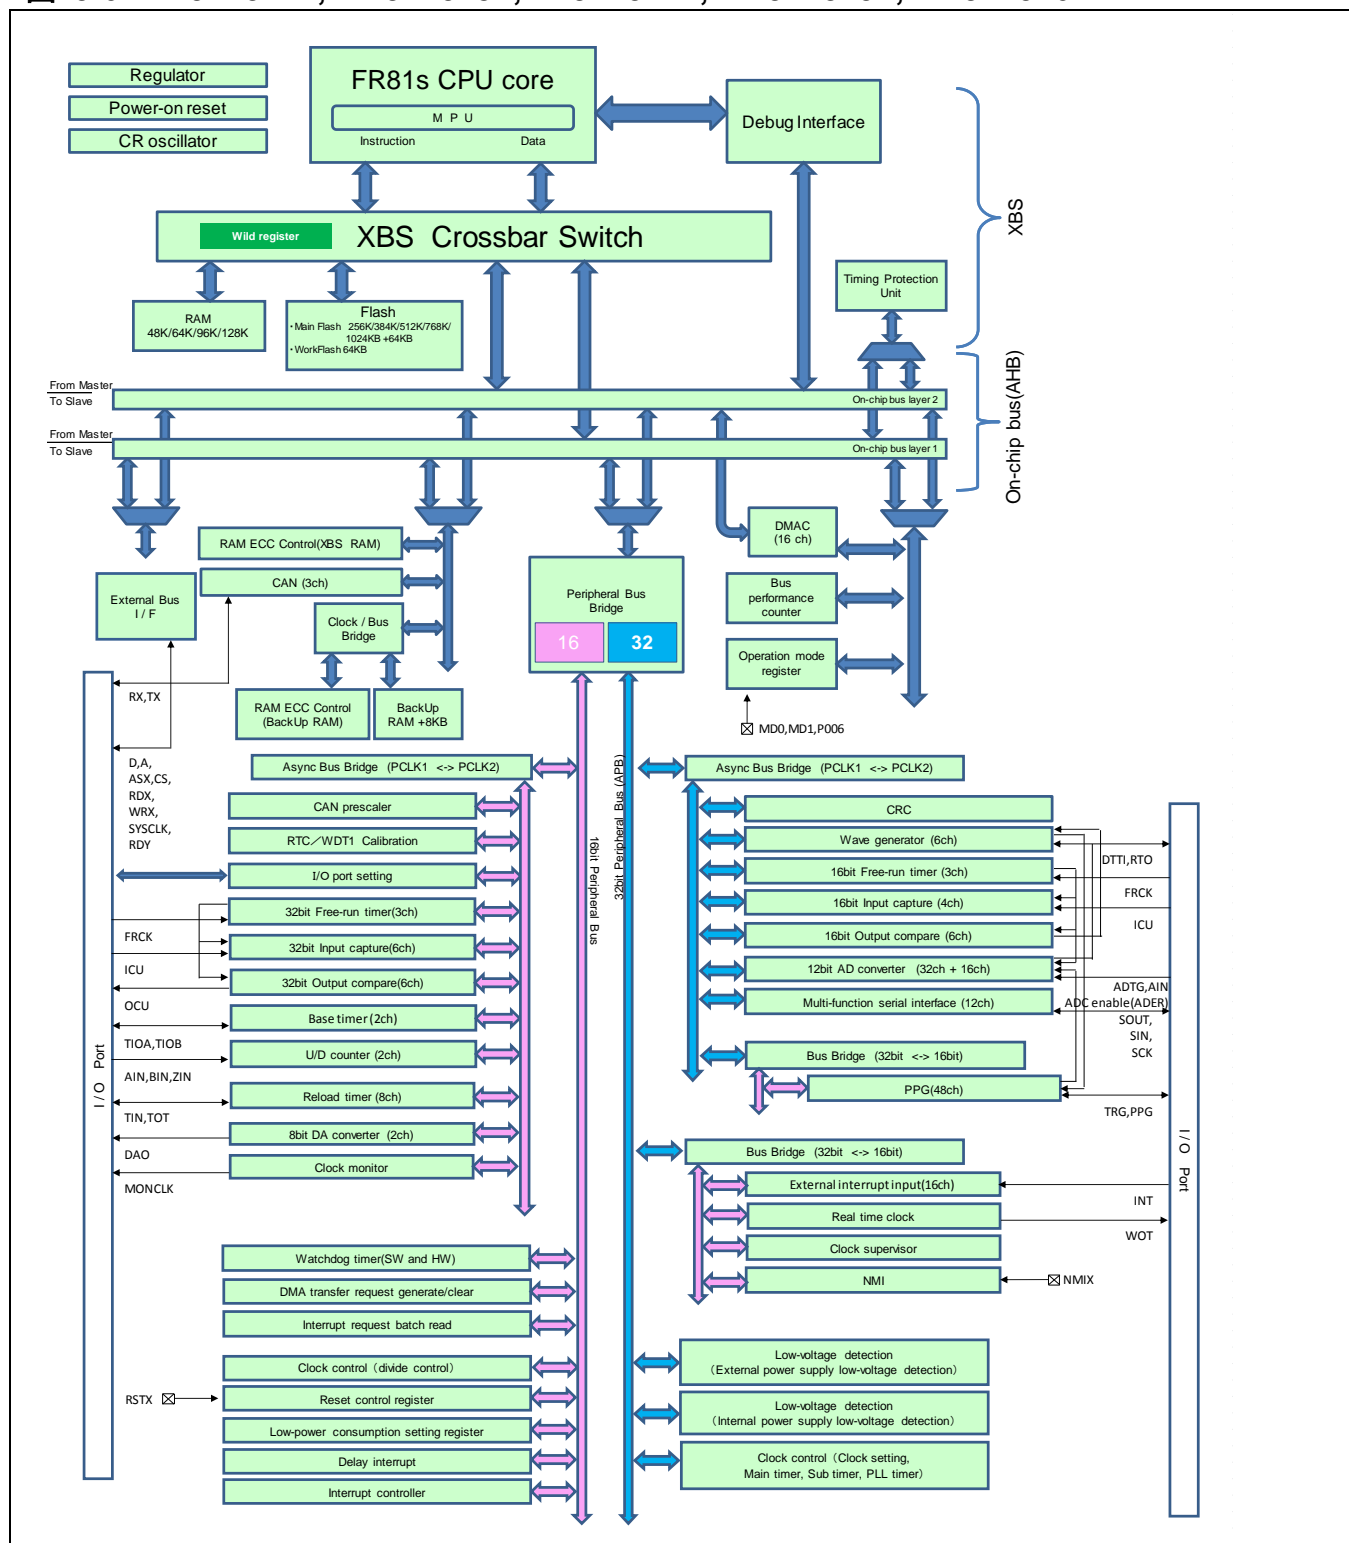 FR81s CPU core
M P U
Instruction
Data
Regulator
Power-on reset
CR oscillator
Debug Interface
XBS
Wild register
XBS Crossbar Switch
Timing Protection
Unit
RAM
48K/64K/96K/128K
Flash
・Main Flash 256K/384K/512K/768K/
1024KB +64KB
・WorkFlash 64KB
On-chip bus(AHB)
From Master
To Slave
On-chip bus layer 2
From Master
To Slave
On-chip bus layer 1
RAM ECC Control(XBS RAM)
CAN (3ch)
External Bus
I / F
Clock / Bus
Bridge
RAM ECC Control
(BackUp RAM)
BackUp
RAM +8KB
Peripheral Bus
Bridge
16
32
DMAC
(16 ch)
Bus
performance
counter
Operation mode
register
MD0,MD1,P006
RX,TX
D,A,
ASX,CS,
RDX,
WRX,
SYSCLK,
RDY
I / O Port
16bit Peripheral Bus
32bit Peripheral Bus (APB)
Async Bus Bridge (PCLK1 <-> PCLK2)
CAN prescaler
RTC／WDT1 Calibration
I/O port setting
32bit Free-run timer(3ch)
FRCK
32bit Input capture(6ch)
ICU
32bit Output compare(6ch)
OCU
Base timer (2ch)
TIOA,TIOB
U/D counter (2ch)
AIN,BIN,ZIN
Reload timer (8ch)
TIN,TOT
8bit DA converter (2ch)
DAO
Clock monitor
MONCLK
Watchdog timer(SW and HW)
DMA transfer request generate/clear
Interrupt request batch read
Clock control（divide control）
RSTX
Reset control register
Low-power consumption setting register
Delay interrupt
Interrupt controller
Async Bus Bridge (PCLK1 <-> PCLK2)
CRC
Wave generator (6ch)
DTTI,RTO
16bit Free-run timer (3ch)
FRCK
16bit Input capture (4ch)
ICU
16bit Output compare (6ch)
12bit AD converter (32ch + 16ch)
ADTG,AIN
ADC enable(ADER)
Multi-function serial interface (12ch)
SOUT,
SIN,
SCK
Bus Bridge (32bit <-> 16bit)
PPG(48ch)
TRG,PPG
I / O Port
Bus Bridge (32bit <-> 16bit)
External interrupt input(16ch)
INT
Real time clock
WOT
Clock supervisor
NMI
NMIX
Low-voltage detection
（External power supply low-voltage detection）
Low-voltage detection
（Internal power supply low-voltage detection）
Clock control（Clock setting,
Main timer, Sub timer, PLL timer）